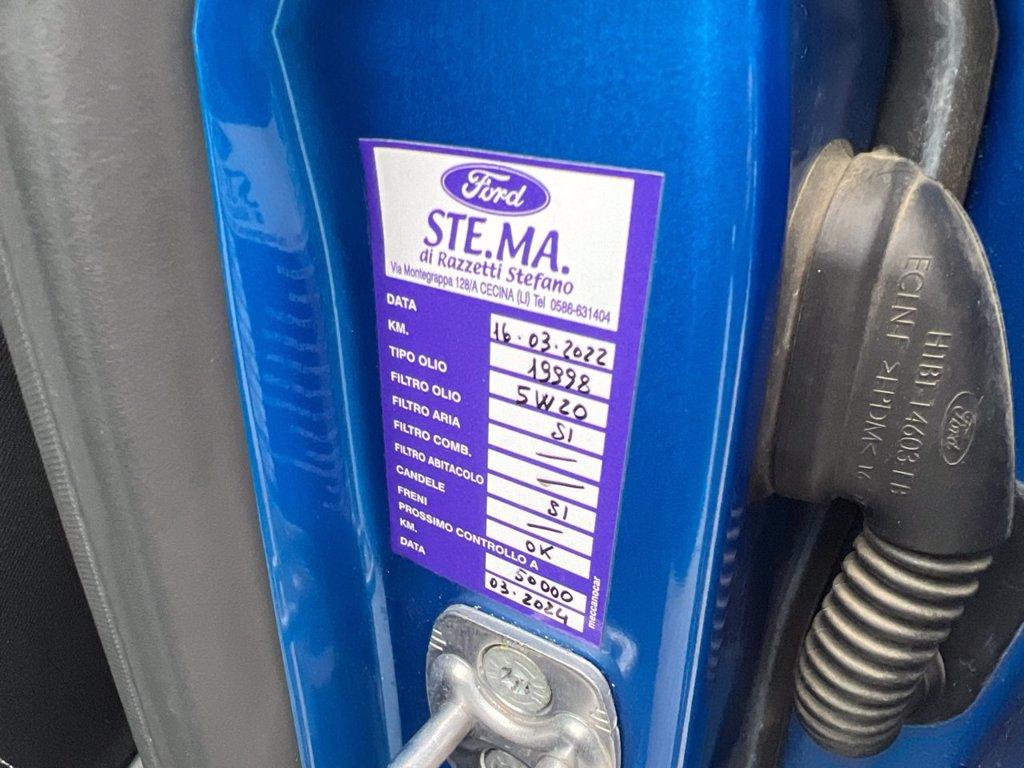 Ford
STE.MA.
di Razzetti Stefano
Via Montegrappa 128/A CECINA (LI) Tel 0586-631404
DATA 16.03.2022
KM. 19998
TIPO OLIO 5W20
FILTRO OLIO SI
FILTRO ARIA /
FILTRO COMB. /
FILTRO ABITACOLO SI
CANDELE /
FRENI OK
PROSSIMO CONTROLLO A
KM. 50000
DATA 03.2024
meccanocar
Ford
H1BT 14603